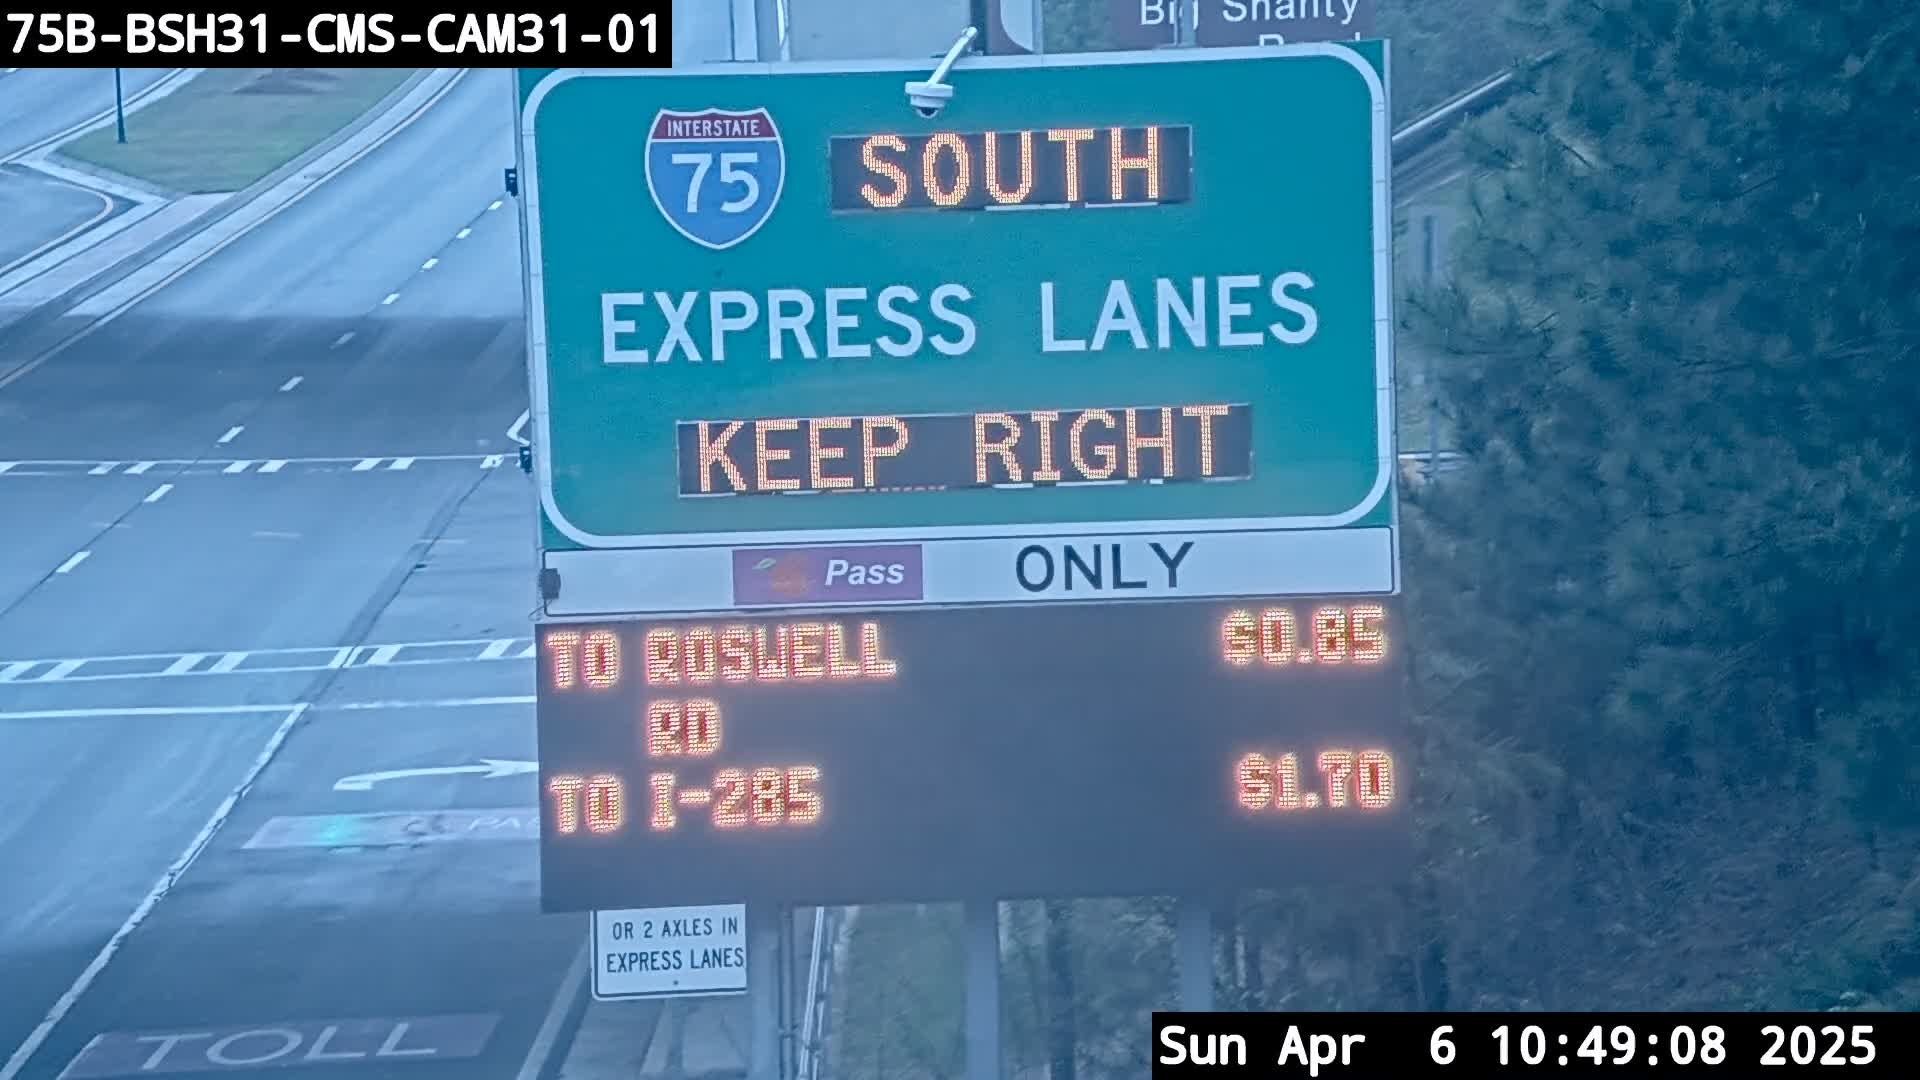 75B-BSH31-CMS-CAM31-01
Big Shanty
INTERSTATE
75
SOUTH
EXPRESS LANES
KEEP RIGHT
Pass ONLY
TO ROSWELL $0.85
RD
TO I-285 $1.70
OR 2 AXLES IN
EXPRESS LANES
TOLL
Sun Apr 6 10:49:08 2025